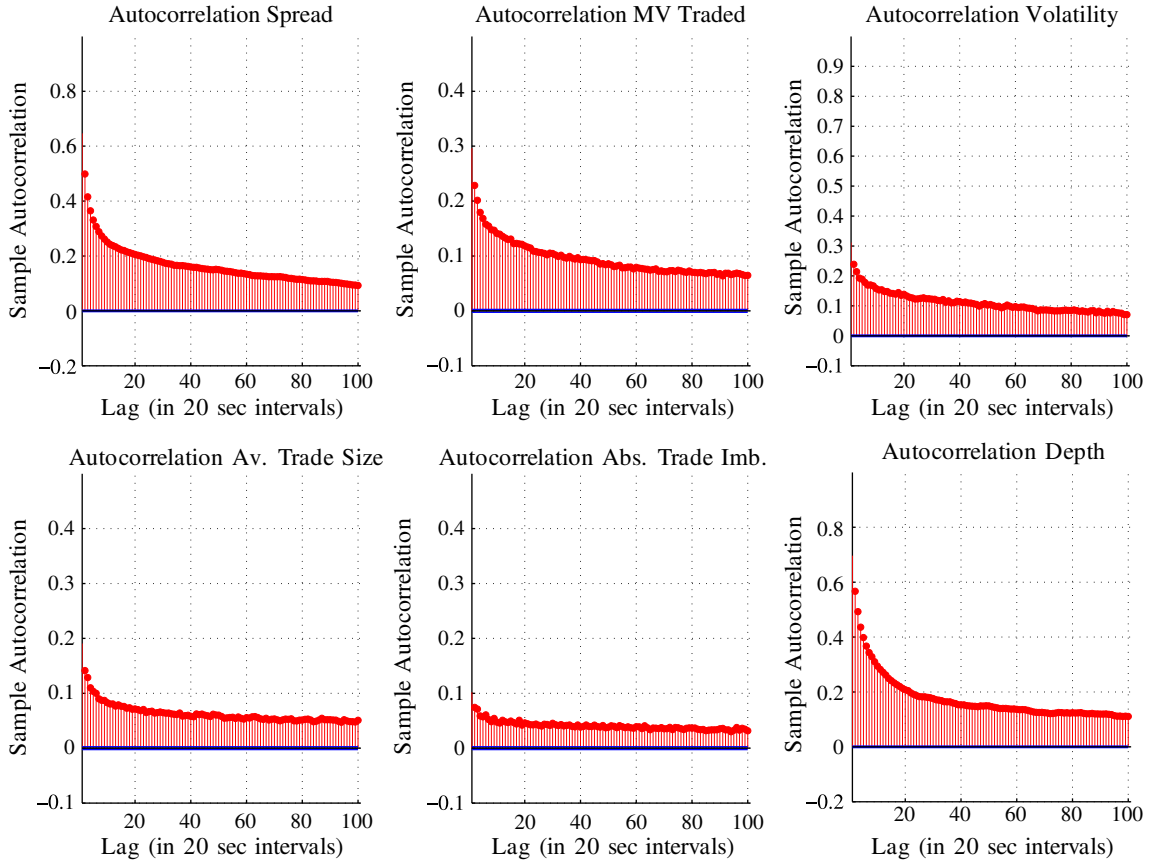 Autocorrelation Spread
0.8
0.6
0.4
0.2
0
−0.2
Sample Autocorrelation
20 40 60 80 100
Lag (in 20 sec intervals)
Autocorrelation MV Traded
0.4
0.3
0.2
0.1
0
−0.1
Sample Autocorrelation
20 40 60 80 100
Lag (in 20 sec intervals)
Autocorrelation Volatility
0.9
0.8
0.7
0.6
0.5
0.4
0.3
0.2
0.1
0
−0.1
Sample Autocorrelation
20 40 60 80 100
Lag (in 20 sec intervals)
Autocorrelation Av. Trade Size
0.4
0.3
0.2
0.1
0
−0.1
Sample Autocorrelation
20 40 60 80 100
Lag (in 20 sec intervals)
Autocorrelation Abs. Trade Imb.
0.4
0.3
0.2
0.1
0
−0.1
Sample Autocorrelation
20 40 60 80 100
Lag (in 20 sec intervals)
Autocorrelation Depth
0.8
0.6
0.4
0.2
0
−0.2
Sample Autocorrelation
20 40 60 80 100
Lag (in 20 sec intervals)